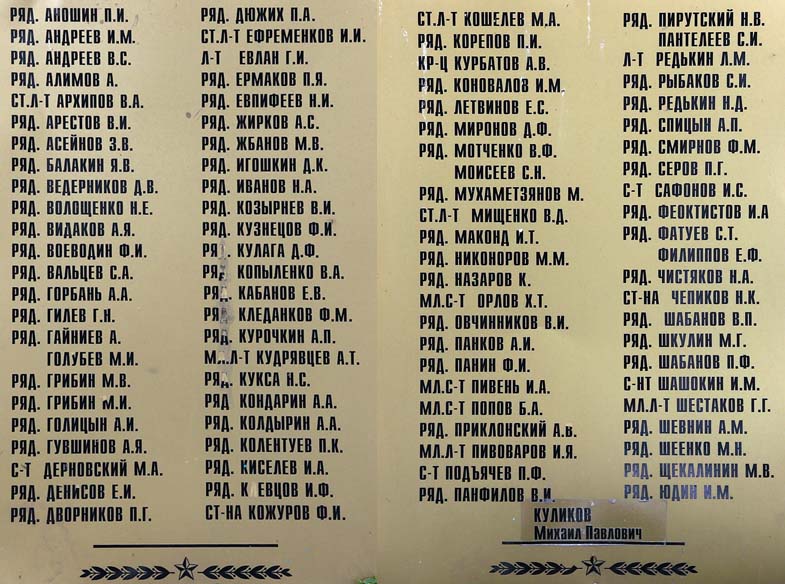 РЯД. АНОШИН П.И.
РЯД. АНДРЕЕВ И.М.
РЯД. АНДРЕЕВ В.С.
РЯД. АЛИМОВ А.
СТ.Л-Т АРХИПОВ В.А.
РЯД. АРЕСТОВ В.И.
РЯД. АСЕЙНОВ З.В.
РЯД. БАЛАКИН Я.В.
РЯД. ВЕДЕРНИКОВ Д.В.
РЯД. ВОЛОЩЕНКО Н.Е.
РЯД. ВИДАКОВ А.Я.
РЯД. ВОЕВОДИН Ф.И.
РЯД. ВАЛЬЦЕВ С.А.
РЯД. ГОРБАНЬ А.А.
РЯД. ГИЛЕВ Г.Н.
РЯД. ГАЙНИЕВ А.
ГОЛУБЕВ М.И.
РЯД. ГРИБИН М.В.
РЯД. ГРИБИН М.И.
РЯД. ГОЛИЦЫН А.И.
РЯД. ГУВШИНОВ А.Я.
С-Т ДЕРНОВСКИЙ М.А.
РЯД. ДЕНИСОВ Е.И.
РЯД. ДВОРНИКОВ П.Г.
РЯД. ДЮЖИХ П.А.
СТ.Л-Т ЕФРЕМЕНКОВ И.И.
Л-Т ЕВЛАН Г.И.
РЯД. ЕРМАКОВ П.Я.
РЯД. ЕВПИФЕЕВ Н.И.
РЯД. ЖИРКОВ А.С.
РЯД. ЖБАНОВ М.В.
РЯД. ИГОШКИН Д.К.
РЯД. ИВАНОВ Н.А.
РЯД. КОЗЫРНЕВ В.И.
РЯД. КУЗНЕЦОВ Ф.И.
РЯД. КУЛАГА Д.Ф.
РЯД. КОПЫЛЕНКО В.А.
РЯД. КАБАНОВ Е.В.
РЯД. КЛЕДАНКОВ Ф.М.
РЯД. КУРОЧКИН А.П.
МЛ.Л-Т КУДРЯВЦЕВ А.Т.
РЯД. КУКСА Н.С.
РЯД. КОНДАРИН А.А.
РЯД. КОЛДЫРИН А.А.
РЯД. КОЛЕНТУЕВ П.К.
РЯД. КИСЕЛЕВ И.А.
РЯД. КЛЕВЦОВ И.Ф.
СТ-НА КОЖУРОВ Ф.И.
СТ.Л-Т КОШЕЛЕВ М.А.
РЯД. КОРЕПОВ П.И.
КР-Ц КУРБАТОВ А.В.
РЯД. КОНОВАЛОВ И.М.
РЯД. ЛЕТВИНОВ Е.С.
РЯД. МИРОНОВ Д.Ф.
РЯД. МОТЧЕНКО В.Ф.
МОИСЕЕВ С.Н.
РЯД. МУХАМЕТЗЯНОВ М.
СТ.Л-Т МИЩЕНКО В.Д.
РЯД. МАКОНД И.Т.
РЯД. НИКОНОРОВ М.М.
РЯД. НАЗАРОВ К.
МЛ.С-Т ОРЛОВ Х.Т.
РЯД. ОВЧИННИКОВ В.И.
РЯД. ПАНКОВ А.И.
РЯД. ПАНИН Ф.И.
МЛ.С-Т ПИВЕНЬ И.А.
МЛ.С-Т ПОПОВ Б.А.
РЯД. ПРИКЛОНСКИЙ А.В.
МЛ.Л-Т ПИВОВАРОВ И.Я.
С-Т ПОДЪЯЧЕВ П.Ф.
РЯД. ПАНФИЛОВ В.И.
КУЛИКОВ
Михаил Павлович
РЯД. ПИРУТСКИЙ Н.В.
ПАНТЕЛЕЕВ С.И.
Л-Т РЕДЬКИН Л.М.
РЯД. РЫБАКОВ С.И.
РЯД. РЕДЬКИН Н.Д.
РЯД. СПИЦЫН А.П.
РЯД. СМИРНОВ Ф.М.
РЯД. СЕРОВ П.Г.
С-Т САФОНОВ И.С.
РЯД. ФЕОКТИСТОВ И.А
РЯД. ФАТУЕВ С.Т.
ФИЛИППОВ Е.Ф.
РЯД. ЧИСТЯКОВ Н.А.
СТ-НА ЧЕПИКОВ Н.К.
РЯД. ШАБАНОВ В.П.
РЯД. ШКУЛИН М.Г.
РЯД. ШАБАНОВ П.Ф.
С-НТ ШАШОКИН И.М.
МЛ.Л-Т ШЕСТАКОВ Г.Г.
РЯД. ШЕВНИН А.М.
РЯД. ШЕЕНКО М.Н.
РЯД. ЩЕКАЛИНИН М.В.
РЯД. ЮДИН И.М.